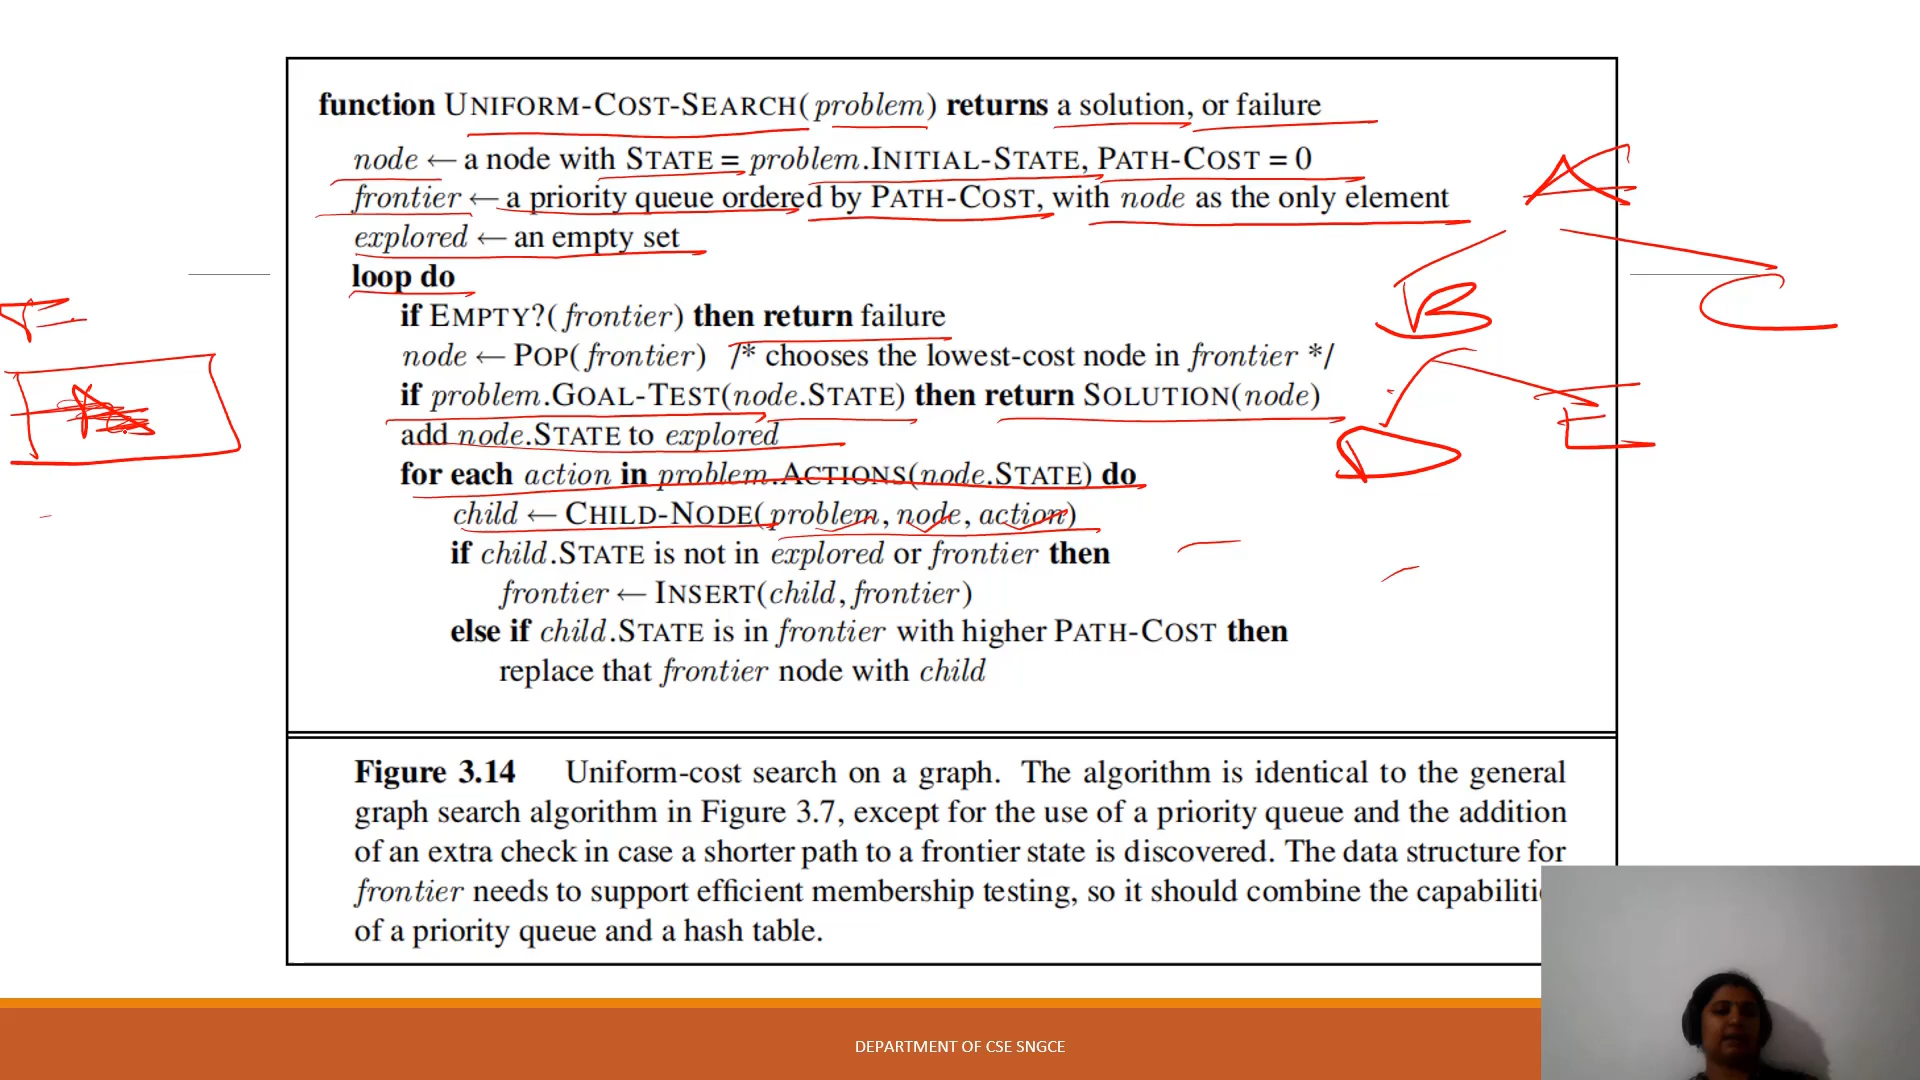 function UNIFORM-COST-SEARCH(problem) returns a solution, or failure
node ← a node with STATE = problem.INITIAL-STATE, PATH-COST = 0
frontier ← a priority queue ordered by PATH-COST, with node as the only element
explored ← an empty set
loop do
if EMPTY?(frontier) then return failure
node ← POP(frontier) /* chooses the lowest-cost node in frontier */
if problem.GOAL-TEST(node.STATE) then return SOLUTION(node)
add node.STATE to explored
for each action in problem.ACTIONS(node.STATE) do
child ← CHILD-NODE(problem, node, action)
if child.STATE is not in explored or frontier then
frontier ← INSERT(child, frontier)
else if child.STATE is in frontier with higher PATH-COST then
replace that frontier node with child
A
B
C
D
E
A
Figure 3.14 Uniform-cost search on a graph. The algorithm is identical to the general
graph search algorithm in Figure 3.7, except for the use of a priority queue and the addition
of an extra check in case a shorter path to a frontier state is discovered. The data structure for
frontier needs to support efficient membership testing, so it should combine the
of a priority queue and a hash table.
DEPARTMENT OF CSE SNGCE